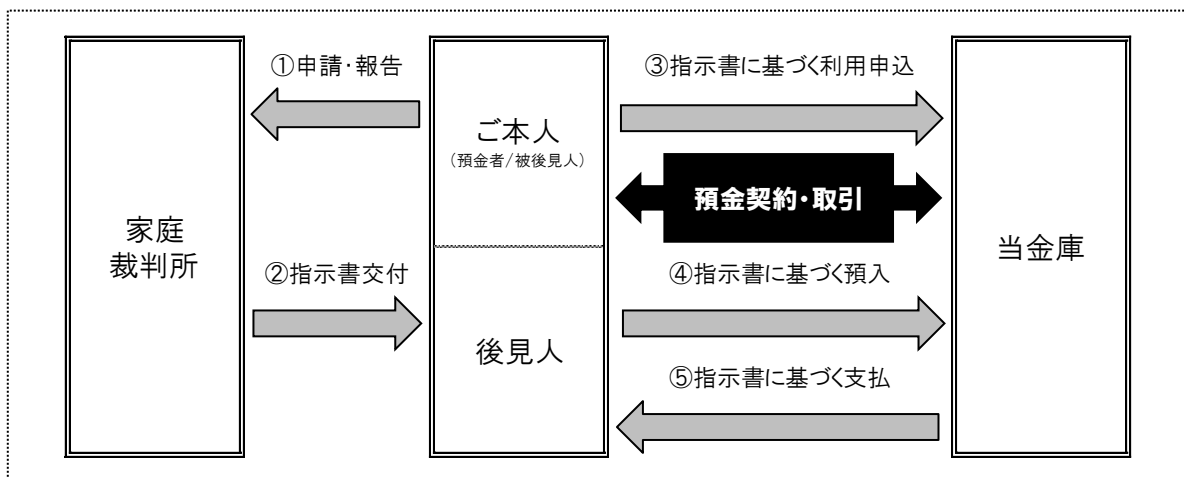 ①申請・報告
③指示書に基づく利用申込
ご本人
(預金者/被後見人)
預金契約・取引
家庭
裁判所
当金庫
②指示書交付
④指示書に基づく預入
後見人
⑤指示書に基づく支払